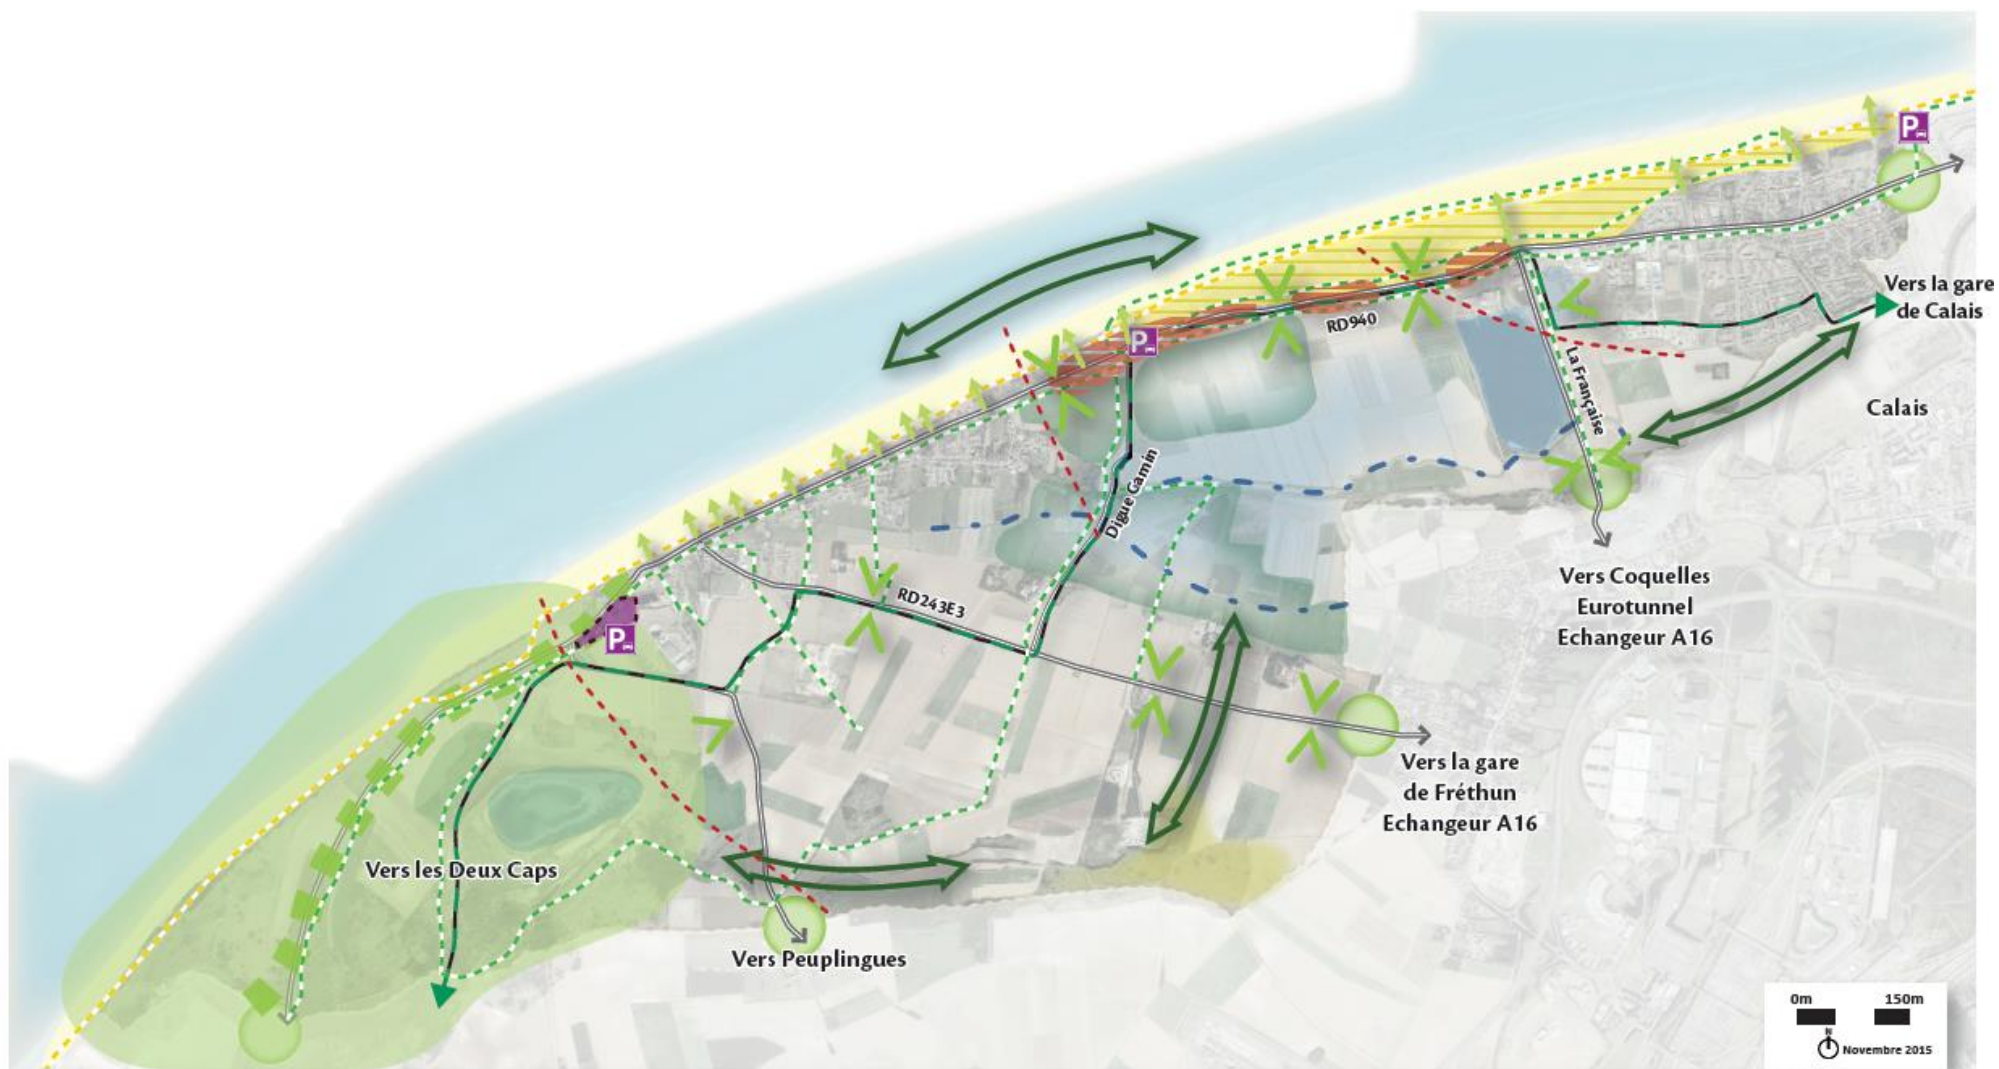 P
Vers la gare
de Calais
RD940
P
La Française
Calais
Digue Camin
Vers Coquelles
Eurotunnel
Echangeur A16
RD243E3
P
Vers la gare
de Fréthun
Echangeur A16
Vers les Deux Caps
Vers Peuplingues
0m 150m
N
Novembre 2015